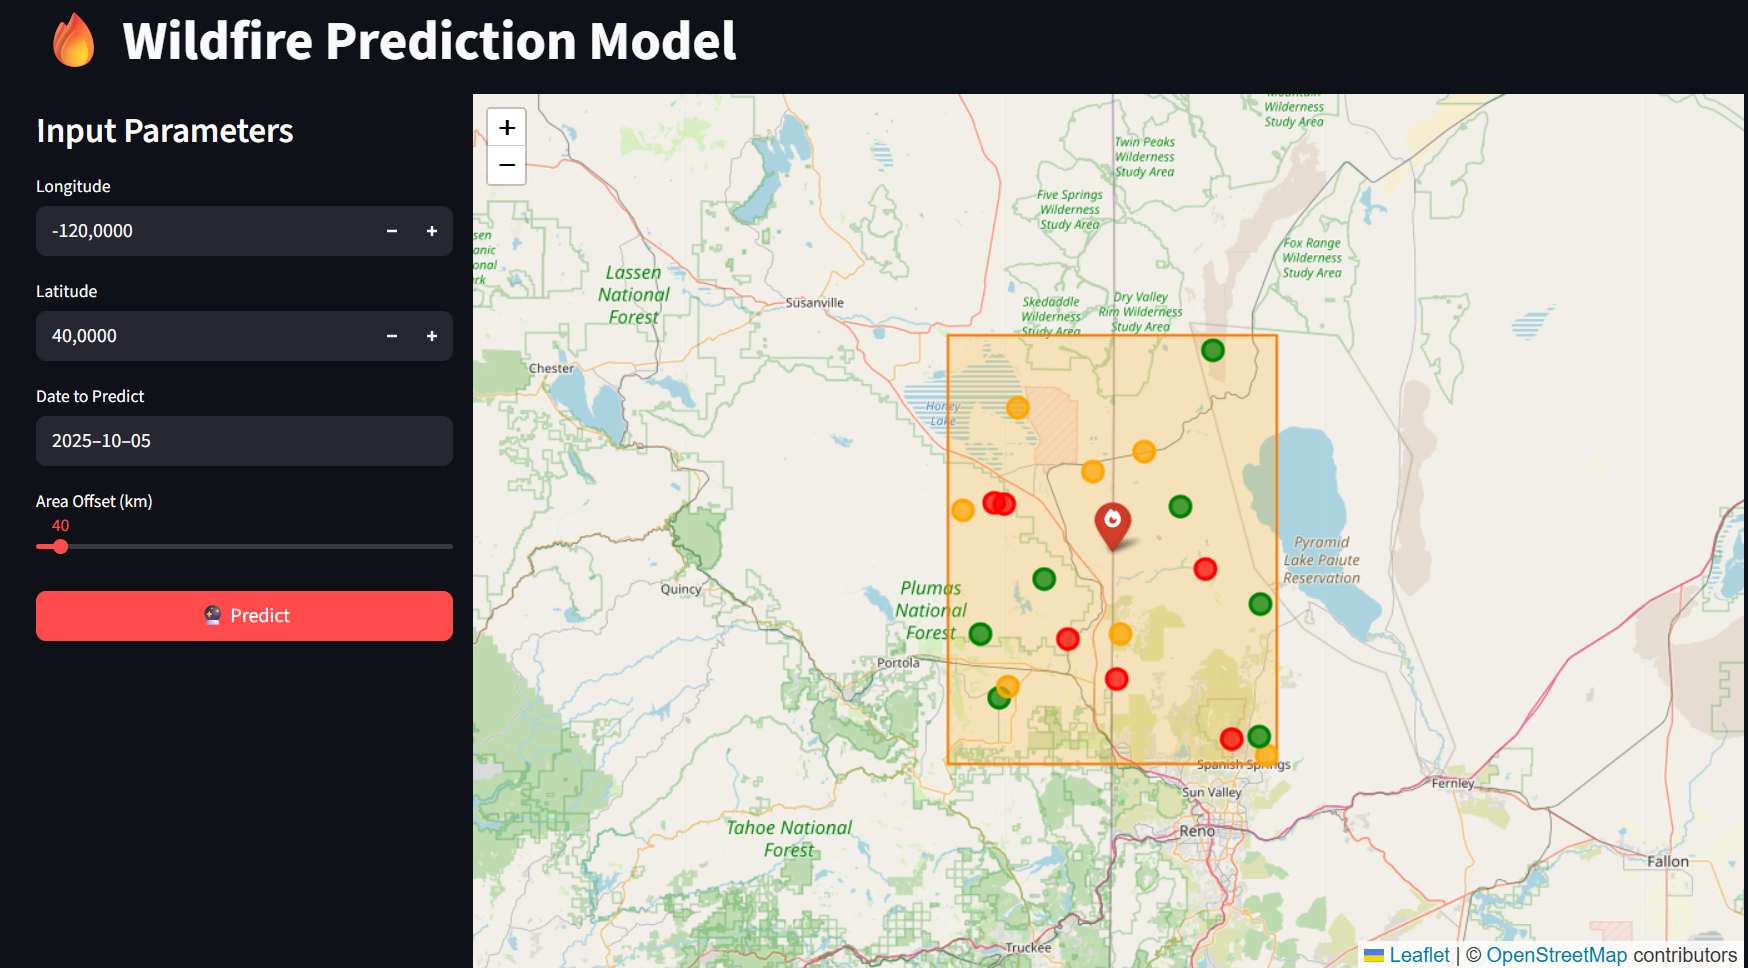 Wildfire Prediction Model
Input Parameters
Longitude
-120,0000
Latitude
40,0000
Date to Predict
2025–10–05
Area Offset (km)
40
Predict
+
−
Mountain
Wilderness
Study Area
Twin Peaks
Wilderness
Study Area
Five Springs
Wilderness
Study Area
Fox Range
Wilderness
Study Area
Lassen
National
Forest
Susanville
Skedaddle
Wilderness
Study Area
Dry Valley
Rim Wilderness
Study Area
Chester
Honey
Lake
Pyramid
Lake Paiute
Reservation
Quincy
Plumas
National
Forest
Portola
Spanish Springs
Sun Valley
Fernley
Reno
Tahoe National
Forest
Fallon
Truckee
Leaflet | © OpenStreetMap contributors